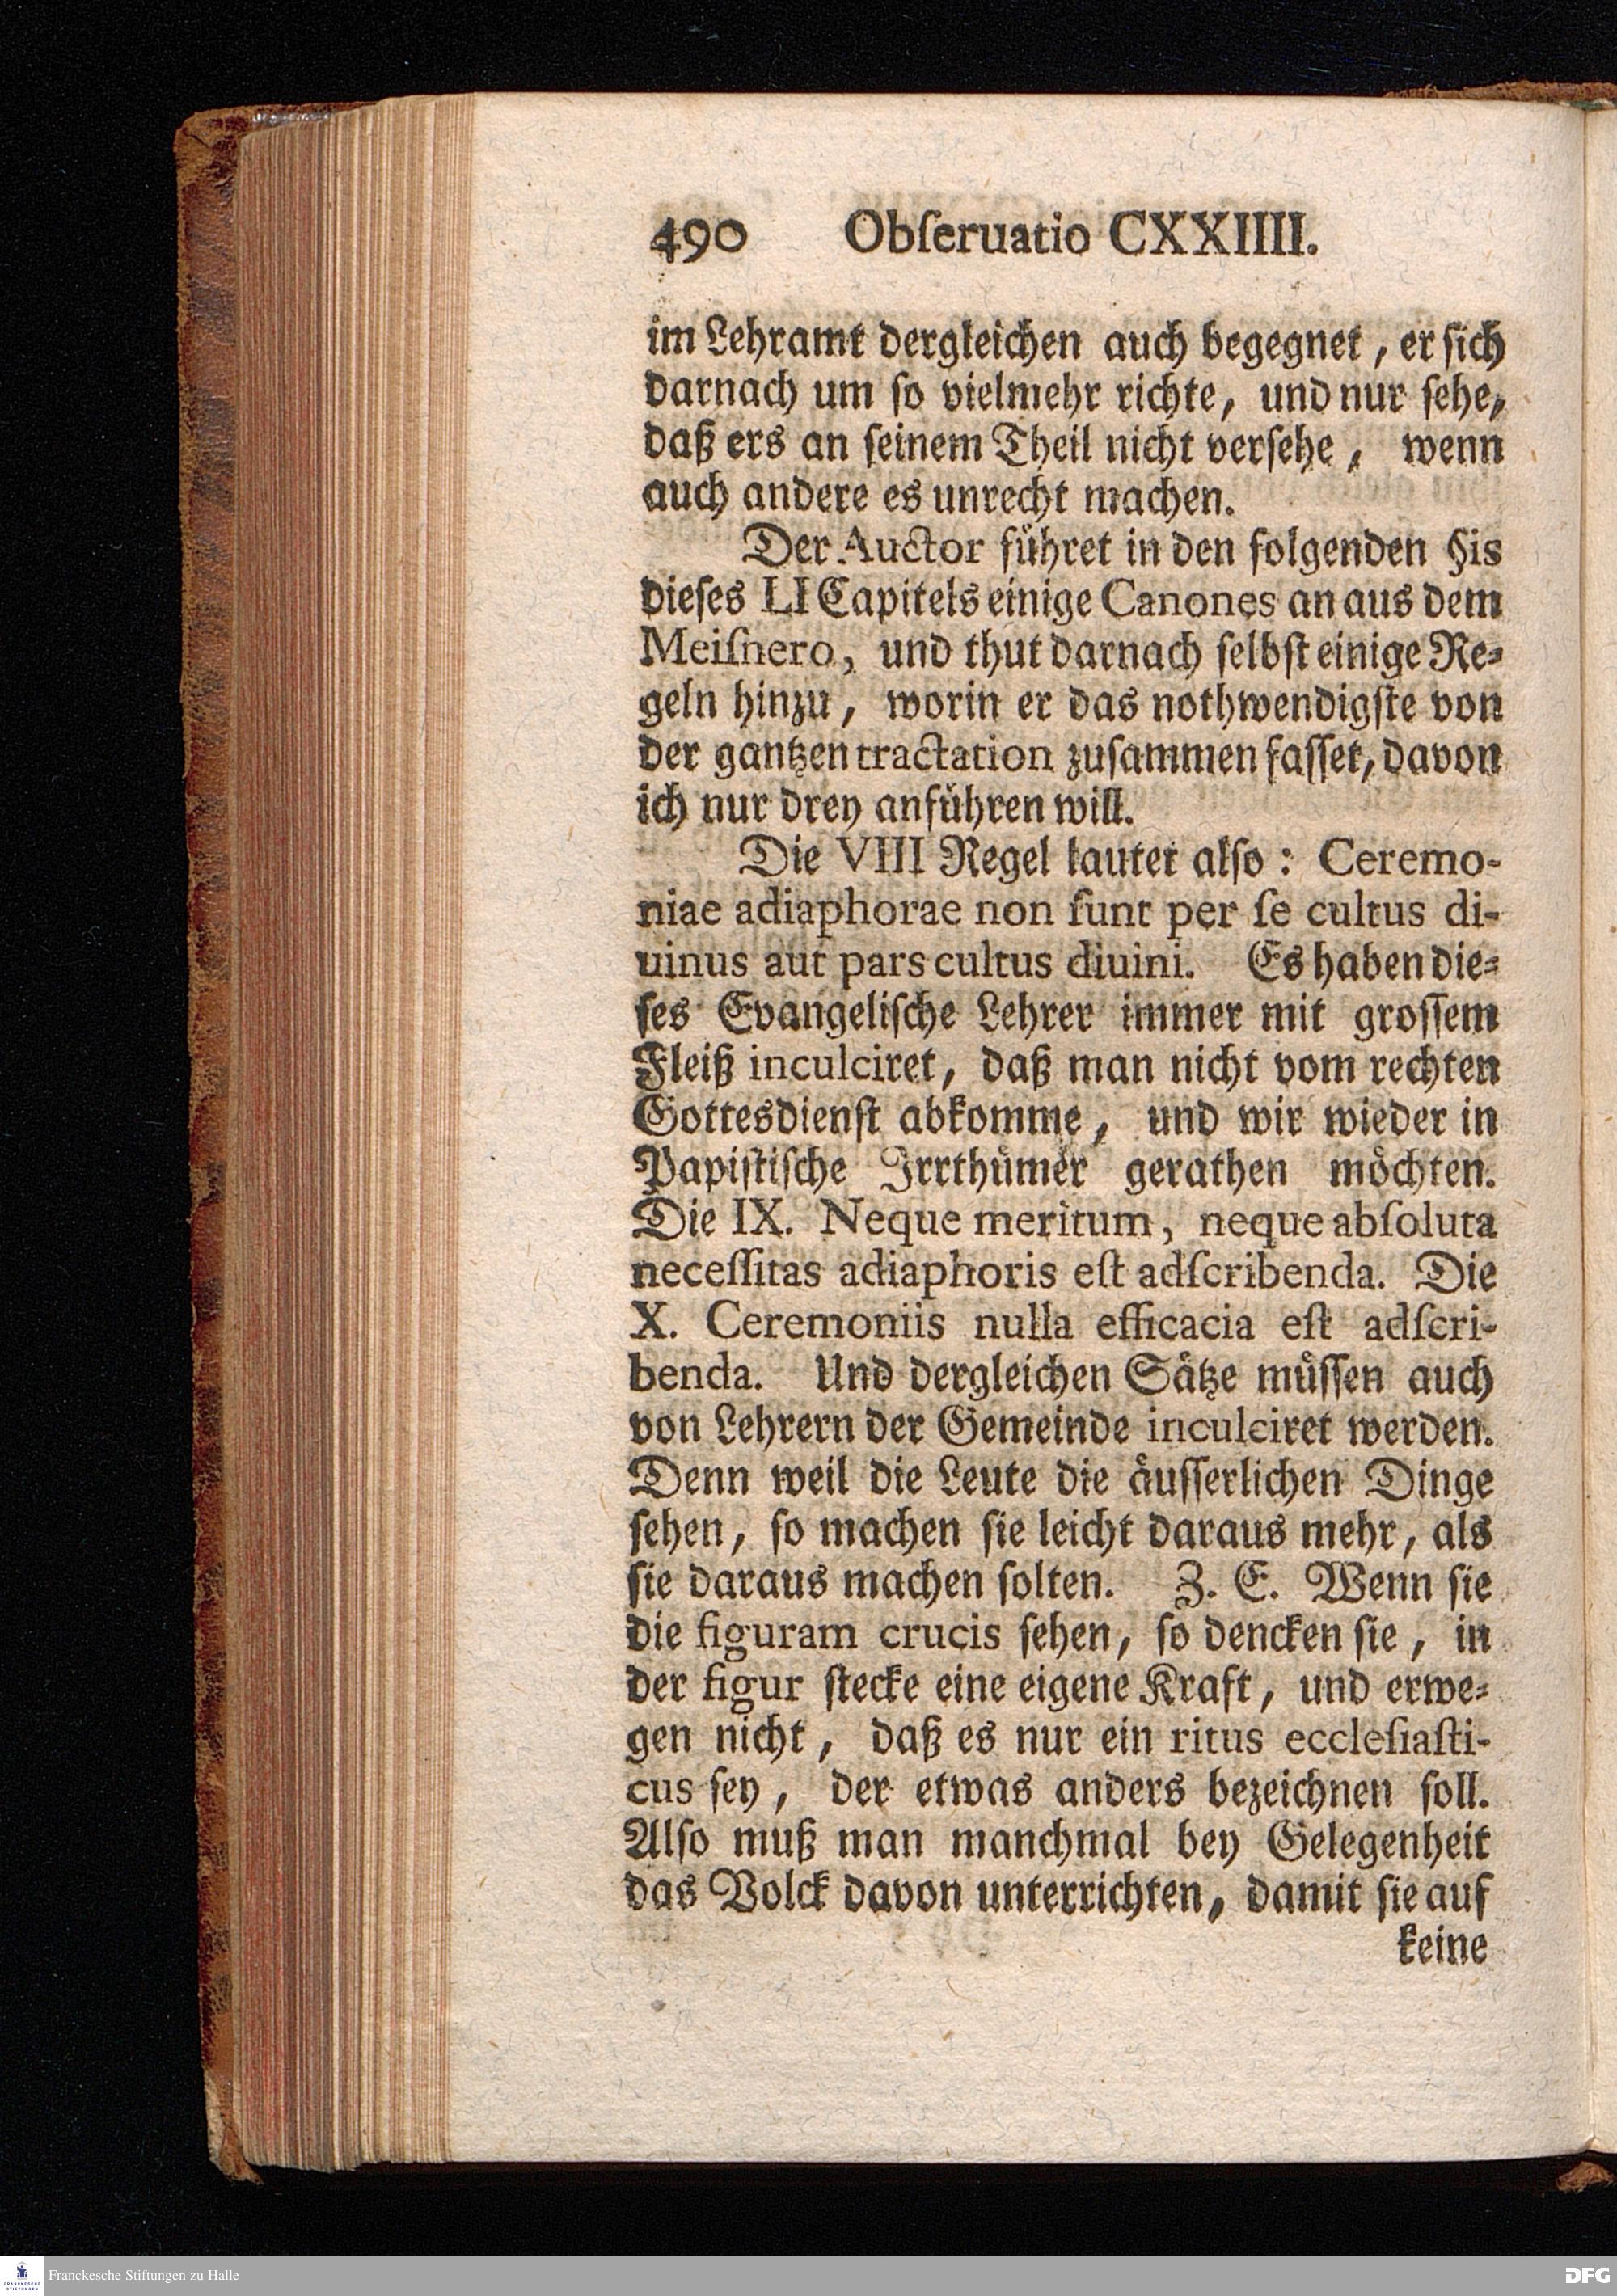 490 Obſeruatio CXXIIII.
im Lehramt dergleichen auch begegnet, er ſich
darnach um ſo vielmehr richte, und nur ſehe,
daß ers an ſeinem Theil nicht verſehe, wenn
auch andere es unrecht machen.
Der Auctor führet in den folgenden §is
dieſes LI Capitels einige Canones an aus dem
Meiſnero, und thut darnach ſelbſt einige Re-
geln hinzu, worin er das nothwendigſte von
der gantzen tractation zuſammen faſſet, davon
ich nur drey anführen will.
Die VIII Regel lautet alſo: Ceremo-
niae adiaphorae non ſunt per ſe cultus di-
uinus aut pars cultus diuini. Es haben die-
ſes Evangeliſche Lehrer immer mit groſſem
Fleiß inculciret, daß man nicht vom rechten
Gottesdienſt abkomme, und wir wieder in
Papiſtiſche Irrthümer gerathen möchten.
Die IX. Neque meritum, neque abſoluta
neceſſitas adiaphoris eſt adſcribenda. Die
X. Ceremoniis nulla efficacia eſt adſcri-
benda. Und dergleichen Sätze müſſen auch
von Lehrern der Gemeinde inculciret werden.
Denn weil die Leute die äuſſerlichen Dinge
ſehen, ſo machen ſie leicht daraus mehr, als
ſie daraus machen ſolten. Z. E. Wenn ſie
die figuram crucis ſehen, ſo dencken ſie, in
der figur ſtecke eine eigene Kraft, und erwe-
gen nicht, daß es nur ein ritus eccleſiaſti-
cus ſey, der etwas anders bezeichnen ſoll.
Alſo muß man manchmal bey Gelegenheit
das Volck davon unterrichten, damit ſie auf
keine
FRANCKESCHE
STIFTUNGEN
Franckesche Stiftungen zu Halle
DFG